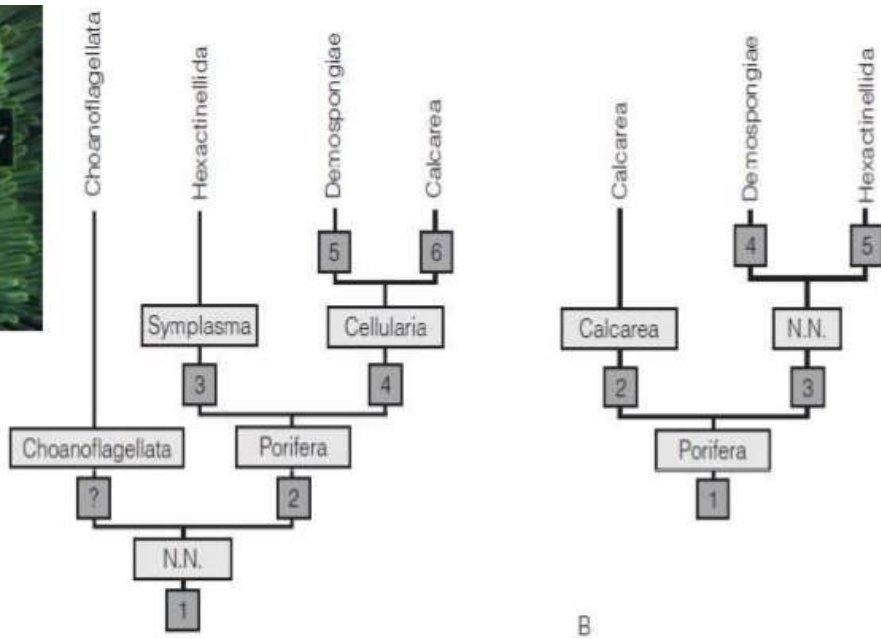 Choanoflagellata
Hexactinellida
Demospongiae
Calcarea
5
6
Symplasma
Cellularia
3
4
Choanoflagellata
Porifera
?
2
N.N.
1
Calcarea
Demospongiae
Hexactinellida
4
5
Calcarea
N.N.
2
3
Porifera
1
B